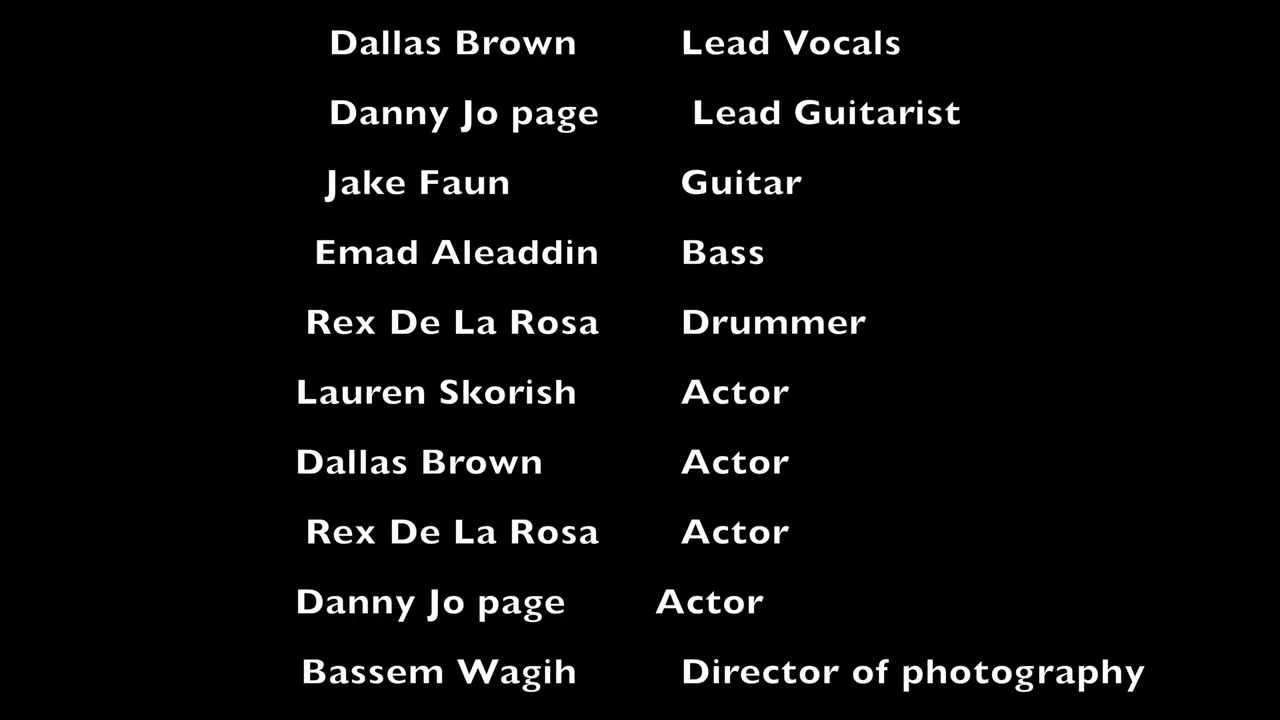 Dallas Brown Lead Vocals
Danny Jo page Lead Guitarist
Jake Faun Guitar
Emad Aleaddin Bass
Rex De La Rosa Drummer
Lauren Skorish Actor
Dallas Brown Actor
Rex De La Rosa Actor
Danny Jo page Actor
Bassem Wagih Director of photography